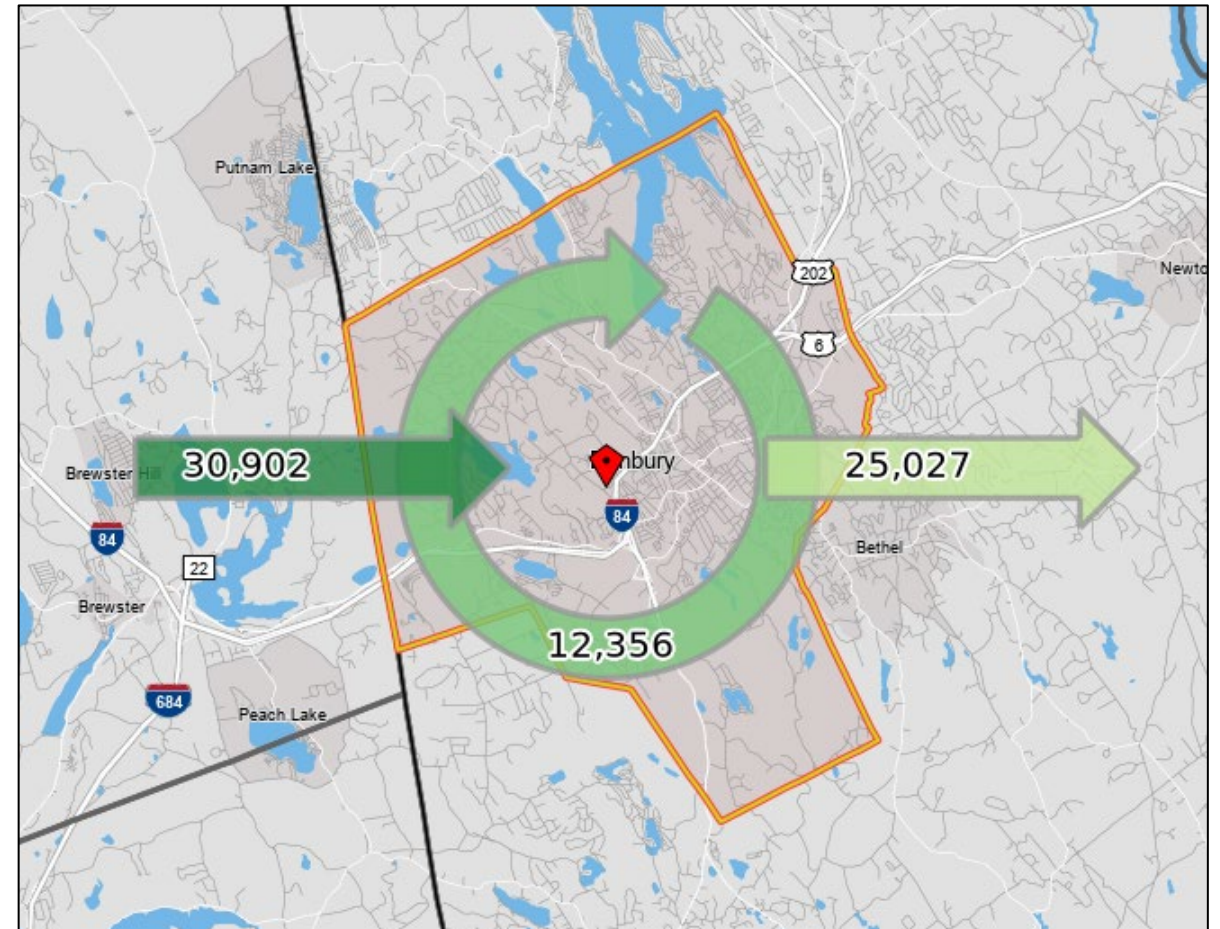 Putnam Lake
202
Newto
6
30,902
25,027
Brewster
84
84
Bethel
22
Brewster
12,356
684
Peach Lake